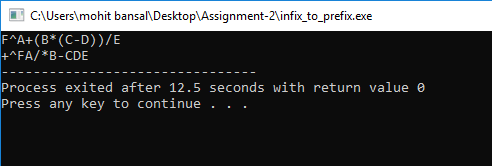 C:\Users\mohit bansal\Desktop\Assignment-2\infix_to_prefix.exe
F^A+(B*(C-D))/E
+^FA/*B-CDE
--------------------------------
Process exited after 12.5 seconds with return value 0
Press any key to continue . . .